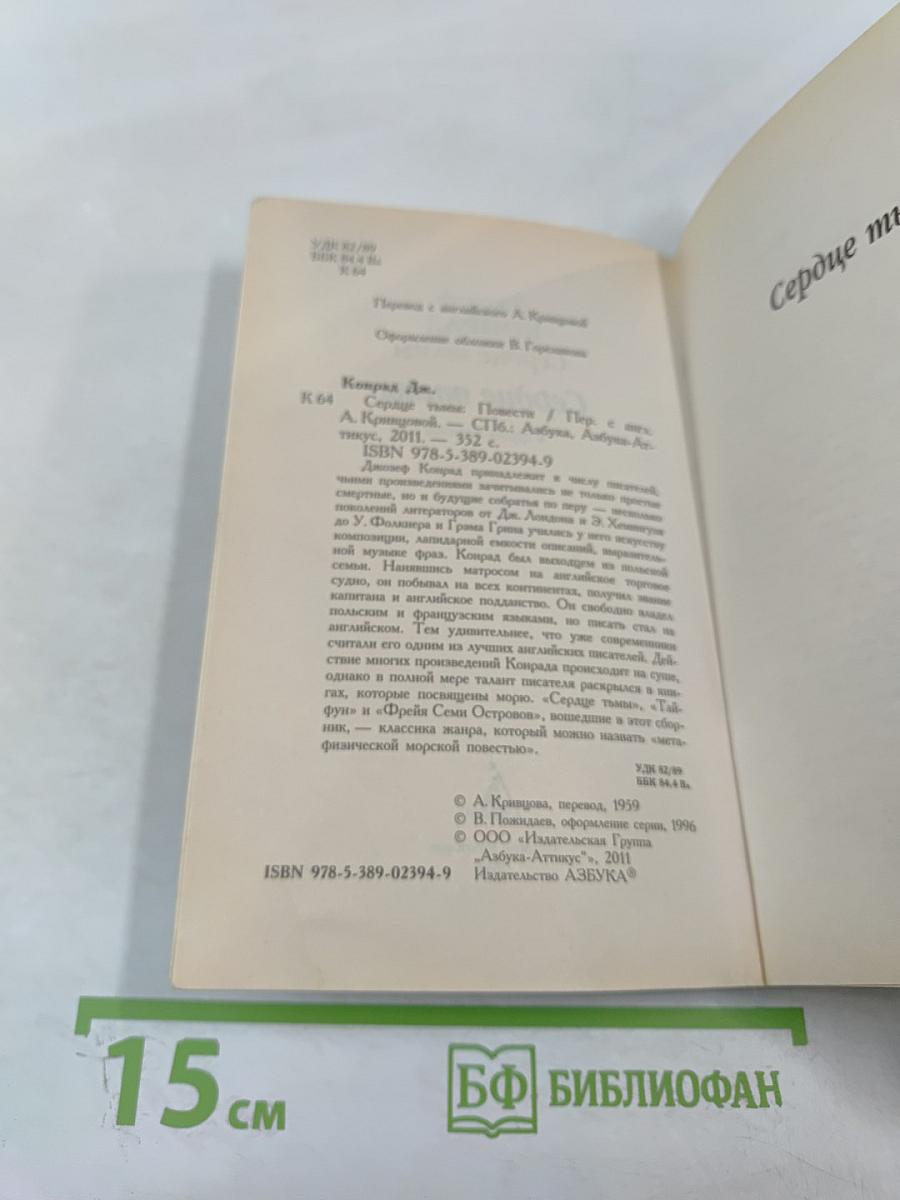 УДК 82/89
ББК 84.4 Вл
К 64
Перевод с английского А. Кривцовой
Оформление обложки В. Гореликова
Конрад Дж.
К 64 Сердце тьмы: Повести / Пер. с англ.
А. Кривцовой. — СПб.: Азбука, Азбука-Ат-
тикус, 2011. — 352 с.
ISBN 978-5-389-02394-9
Джозеф Конрад принадлежит к числу писателей,
чьими произведениями зачитывались не только простые
смертные, но и будущие собратья по перу — несколько
поколений литераторов от Дж. Лондона и Э. Хемингуэя
до У. Фолкнера и Грэма Грина учились у него искусству
композиции, лапидарной емкости описаний, выразитель-
ной музыке фраз. Конрад был выходцем из польской
семьи. Нанявшись матросом на английское торговое
судно, он побывал на всех континентах, получил звание
капитана и английское подданство. Он свободно владел
польским и французским языками, но писать стал на
английском. Тем удивительнее, что уже современники
считали его одним из лучших английских писателей. Дей-
ствие многих произведений Конрада происходит на суше,
однако в полной мере талант писателя раскрылся в кни-
гах, которые посвящены морю. «Сердце тьмы», «Тай-
фун» и «Фрейя Семи Островов», вошедшие в этот сбор-
ник, — классика жанра, который можно назвать «мета-
физической морской повестью».
УДК 82/89
ББК 84.4 Вл
© А. Кривцова, перевод, 1959
© В. Пожидаев, оформление серии, 1996
© ООО «Издательская Группа
„Азбука-Аттикус“», 2011
ISBN 978-5-389-02394-9 Издательство АЗБУКА®
Сердце
15 см
БФ БИБЛИОФАН